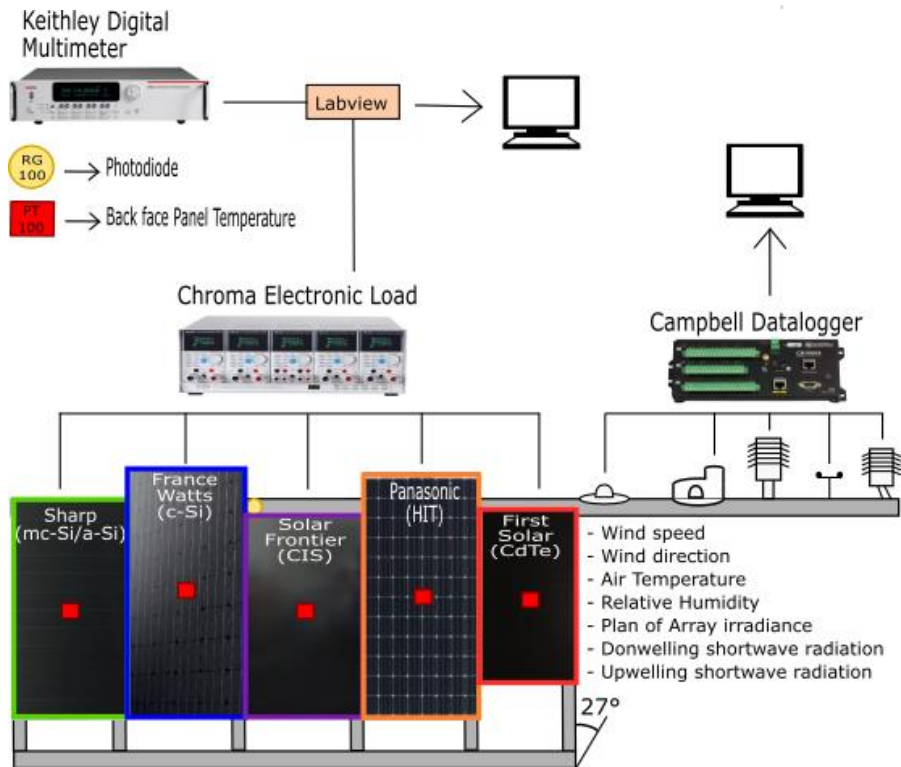 Keithley Digital
Multimeter
Labview
RG
100
Photodiode
PT
100
Back face Panel Temperature
Chroma Electronic Load
Campbell Datalogger
Sharp
(mc-Si/a-Si)
France
Watts
(c-Si)
Solar
Frontier
(CIS)
Panasonic
(HIT)
First
Solar
(CdTe)
- Wind speed
- Wind direction
- Air Temperature
- Relative Humidity
- Plan of Array irradiance
- Donwelling shortwave radiation
- Upwelling shortwave radiation
27°